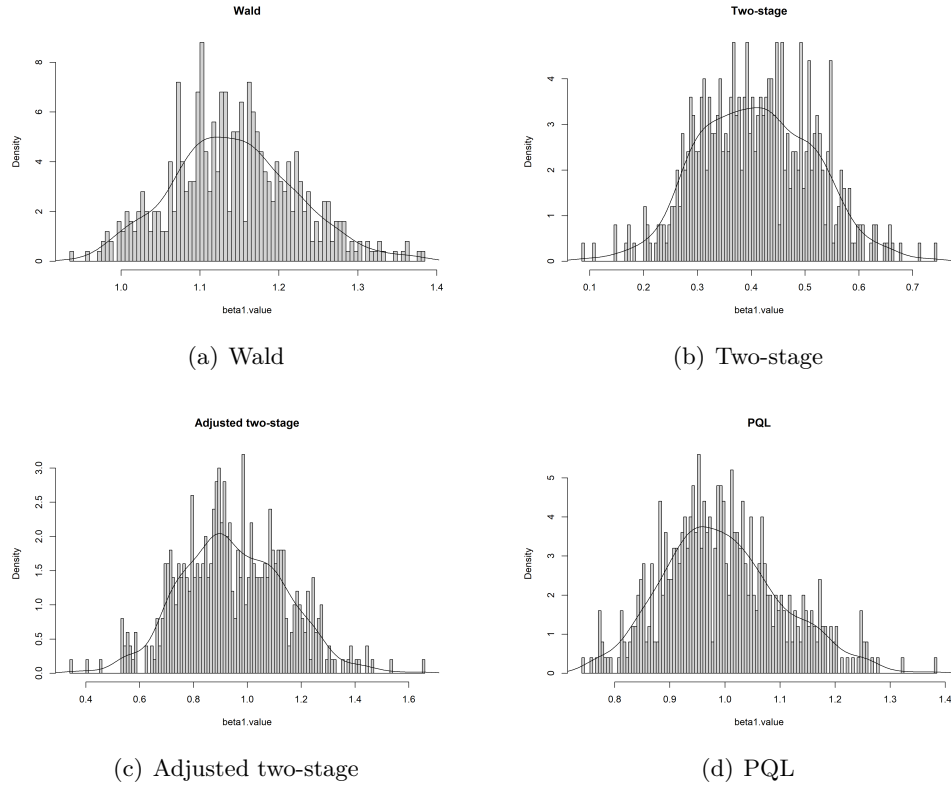 Wald
Density
0 2 4 6 8
1.0 1.1 1.2 1.3 1.4
beta1.value
(a) Wald
Two-stage
Density
0 1 2 3 4
0.1 0.2 0.3 0.4 0.5 0.6 0.7
beta1.value
(b) Two-stage
Adjusted two-stage
Density
0.0 0.5 1.0 1.5 2.0 2.5 3.0
0.4 0.6 0.8 1.0 1.2 1.4 1.6
beta1.value
(c) Adjusted two-stage
PQL
Density
0 1 2 3 4 5
0.8 0.9 1.0 1.1 1.2 1.3 1.4
beta1.value
(d) PQL